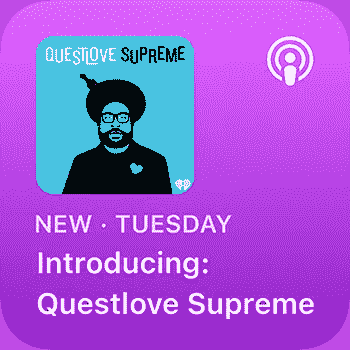 QUESTLOVE SUPREME
NEW · TUESDAY
Introducing:
Questlove Supreme